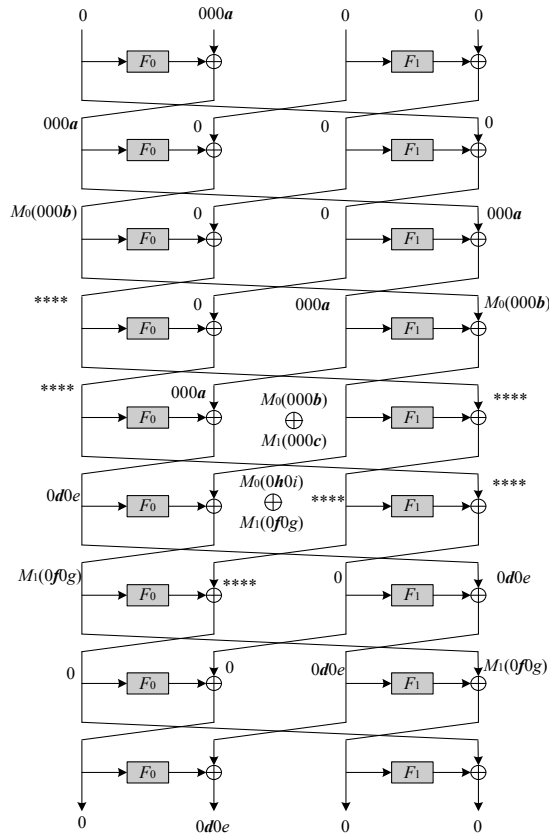 0 000a 0 0
F0 F1
000a 0 0 0
F0 F1
M0(000b) 0 0 000a
F0 F1
**** 0 000a M0(000b)
F0 F1
**** 000a M0(000b) ⊕ M1(000c) ****
F0 F1
0d0e M0(0h0i) ⊕ M1(0f0g) **** ****
F0 F1
M1(0f0g) **** 0 0d0e
F0 F1
0 0 0d0e M1(0f0g)
F0 F1
F0 F1
0 0d0e 0 0